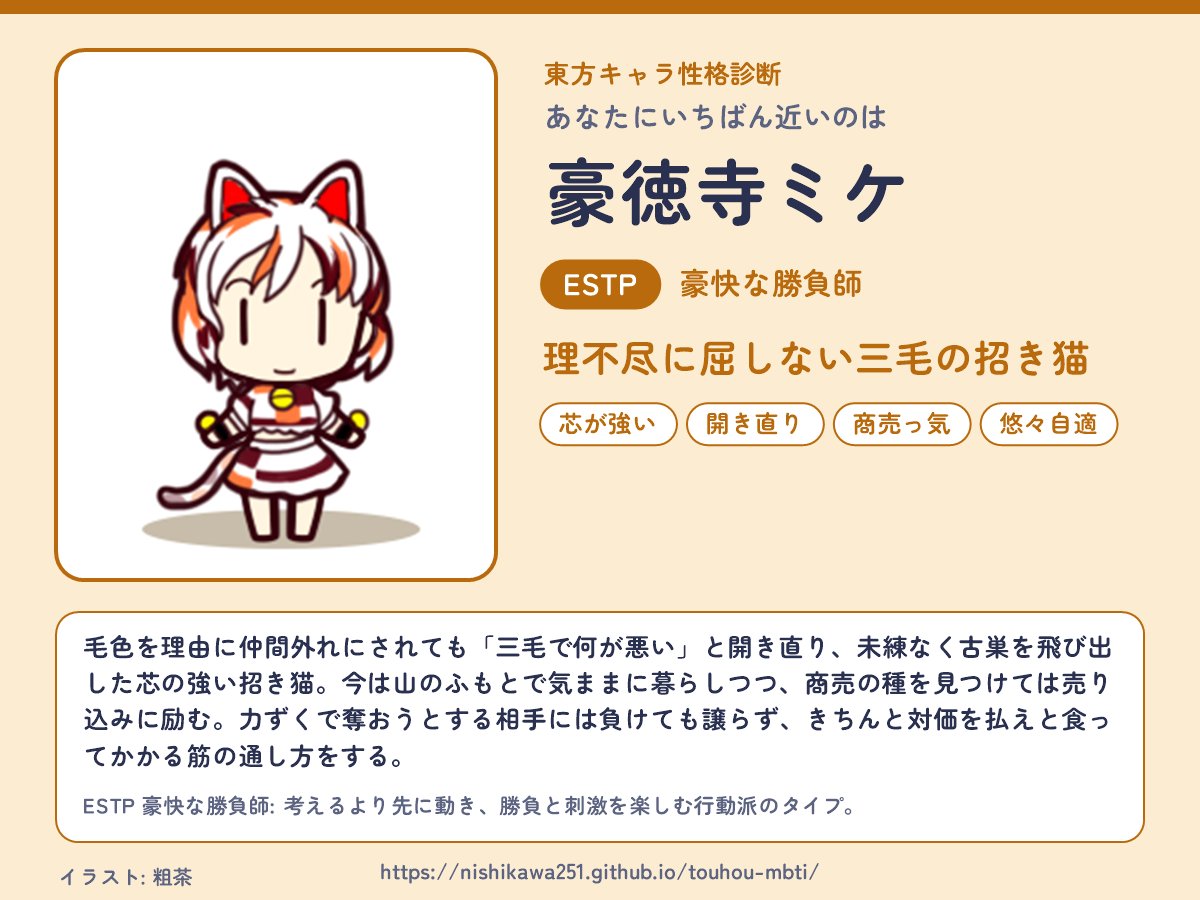 東方キャラ性格診断
あなたにいちばん近いのは
豪徳寺ミケ
ESTP 豪快な勝負師
理不尽に屈しない三毛の招き猫
芯が強い 開き直り 商売っ気 悠々自適
毛色を理由に仲間外れにされても「三毛で何が悪い」と開き直り、未練なく古巣を飛び出
した芯の強い招き猫。今は山のふもとで気ままに暮らしつつ、商売の種を見つけては売り
込みに励む。力ずくで奪おうとする相手には負けても譲らず、きちんと対価を払えと食っ
てかかる筋の通し方をする。
ESTP 豪快な勝負師: 考えるより先に動き、勝負と刺激を楽しむ行動派のタイプ。
イラスト: 粗茶
https://nishikawa251.github.io/touhou-mbti/